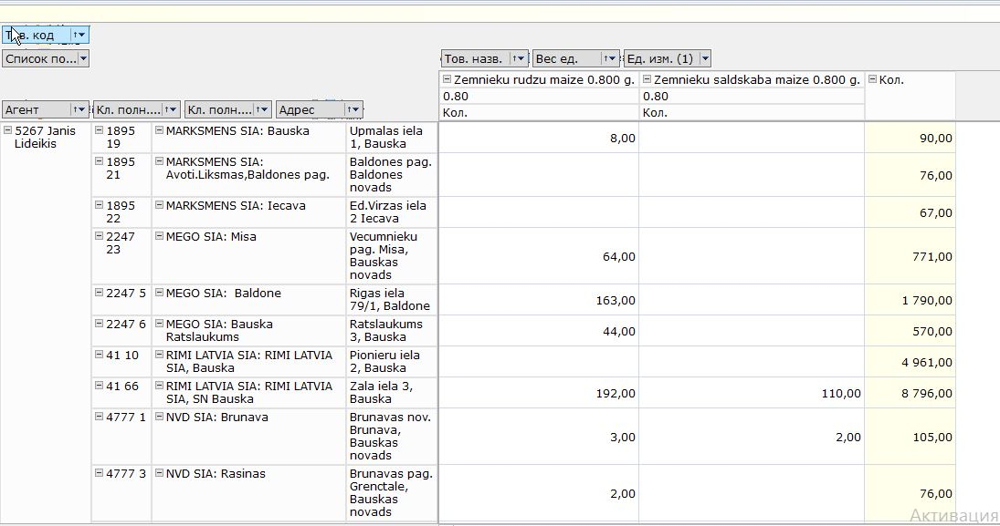 Тов. код
Список по...
Тов. назв. Вес ед. Ед. изм. (1)
Zemnieku rudzu maize 0.800 g. Zemnieku saldskaba maize 0.800 g. Кол.
0.80 0.80
Агент Кл. полн.... Кл. полн.... Адрес Кол. Кол.
5267 Janis 1895 MARKSMENS SIA: Bauska Upmalas iela
Lideikis 19 1, Bauska 8,00 90,00
1895 MARKSMENS SIA: Baldones pag.
21 Avoti.Liksmas,Baldones pag. Baldones 76,00
novads
1895 MARKSMENS SIA: Iecava Ed.Virzas iela
22 2 Iecava 67,00
2247 MEGO SIA: Misa Vecumnieku
23 pag. Misa, 64,00 771,00
Bauskas
novads
2247 5 MEGO SIA:  Baldone Rigas iela
79/1, Baldone 163,00 1 790,00
2247 6 MEGO SIA: Bauska Ratslaukums
Ratslaukums 3, Bauska 44,00 570,00
41 10 RIMI LATVIA SIA: RIMI LATVIA Pionieru iela
SIA, Bauska 2, Bauska 4 961,00
41 66 RIMI LATVIA SIA: RIMI LATVIA Zala iela 3,
SIA, SN Bauska Bauska 192,00 110,00 8 796,00
4777 1 NVD SIA: Brunava Brunavas nov.
Brunava, 3,00 2,00 105,00
Bauskas
novads
4777 3 NVD SIA: Rasinas Brunavas pag.
Grenctale, 2,00 76,00
Bauskas
novads
Активация